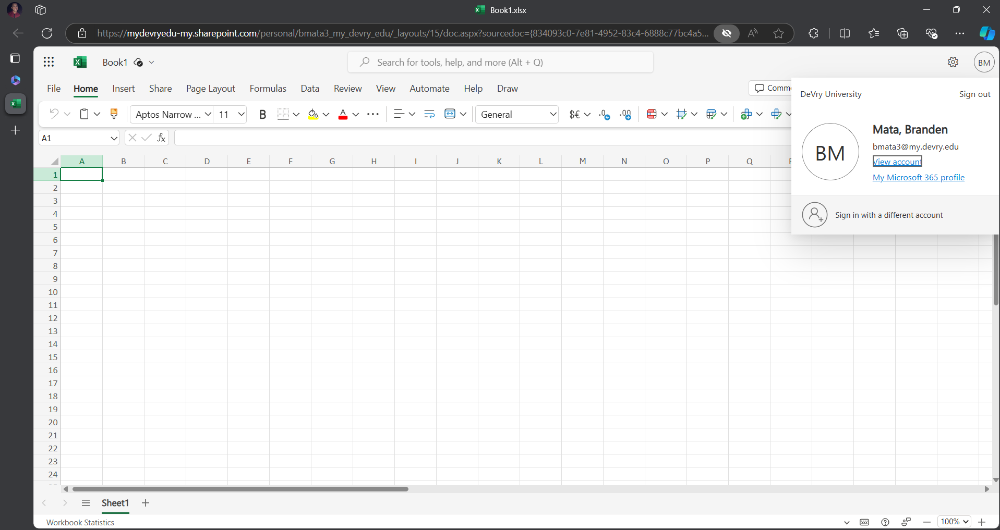 Book1.xlsx
https://mydevryedu-my.sharepoint.com/personal/bmata3_my_devry_edu/_layouts/15/doc.aspx?sourcedoc={834093c0-7e81-4952-83c4-6888c77bc4a5...
Book1
Search for tools, help, and more (Alt + Q)
BM
File Home Insert Share Page Layout Formulas Data Review View Automate Help Draw
Comme
DeVry University Sign out
Aptos Narrow ... 11 B A ... General $€ .0 .00
Mata, Branden
BM
bmata3@my.devry.edu
View account
My Microsoft 365 profile
Sign in with a different account
A1 fx
A B C D E F G H I J K L M N O P Q
1
2
3
4
5
6
7
8
9
10
11
12
13
14
15
16
17
18
19
20
21
22
23
24
Sheet1
Workbook Statistics
100%